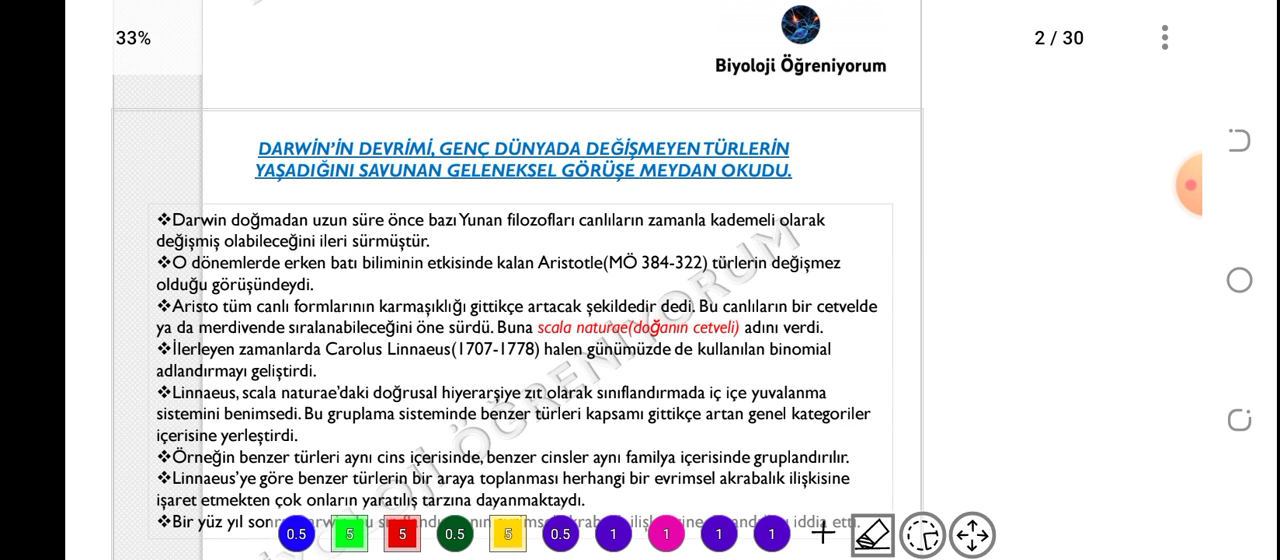 33%
2 / 30
Biyoloji Öğreniyorum
DARWİN'İN DEVRİMİ, GENÇ DÜNYADA DEĞİŞMEYEN TÜRLERİN
YAŞADIĞINI SAVUNAN GELENEKSEL GÖRÜŞE MEYDAN OKUDU.
❖Darwin doğmadan uzun süre önce bazı Yunan filozofları canlıların zamanla kademeli olarak
değişmiş olabileceğini ileri sürmüştür.
❖O dönemlerde erken batı biliminin etkisinde kalan Aristotle(MÖ 384-322) türlerin değişmez
olduğu görüşündeydi.
❖Aristo tüm canlı formlarının karmaşıklığı gittikçe artacak şekildedir dedi. Bu canlıların bir cetvelde
ya da merdivende sıralanabileceğini öne sürdü. Buna scala naturae(doğanın cetveli) adını verdi.
❖İlerleyen zamanlarda Carolus Linnaeus(1707-1778) halen günümüzde de kullanılan binomial
adlandırmayı geliştirdi.
❖Linnaeus, scala naturae'daki doğrusal hiyerarşiye zıt olarak sınıflandırmada iç içe yuvalanma
sistemini benimsedi. Bu gruplama sisteminde benzer türleri kapsamı gittikçe artan genel kategoriler
içerisine yerleştirdi.
❖Örneğin benzer türleri aynı cins içerisinde, benzer cinsler aynı familya içerisinde gruplandırılır.
❖Linnaeus'ye göre benzer türlerin bir araya toplanması herhangi bir evrimsel akrabalık ilişkisine
işaret etmekten çok onların yaratılış tarzına dayanmaktaydı.
❖Bir yüz yıl iddia etti.
BİYOLOJİ ÖĞRENİYORUM
0.5 5 5 0.5 5 0.5 1 1 1 1